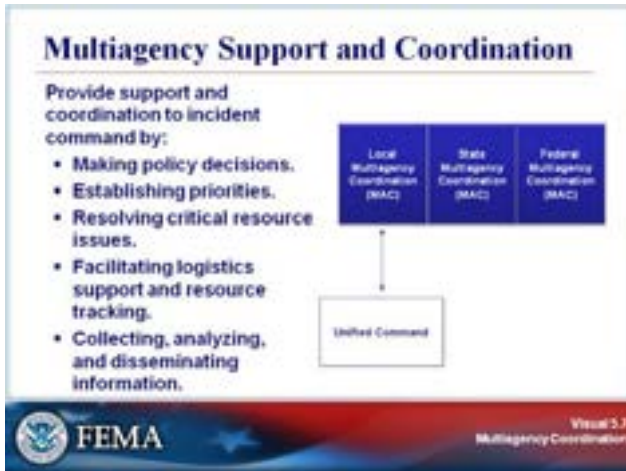 Multiagency Support and Coordination
Provide support and
coordination to incident
command by:
• Making policy decisions.
• Establishing priorities.
• Resolving critical resource
issues.
• Facilitating logistics
support and resource
tracking.
• Collecting, analyzing,
and disseminating
information.
Local
Multiagency
Coordination
(MAC)
State
Multiagency
Coordination
(MAC)
Federal
Multiagency
Coordination
(MAC)
Unified Command
FEMA
Visual 5.7
Multiagency Coordination